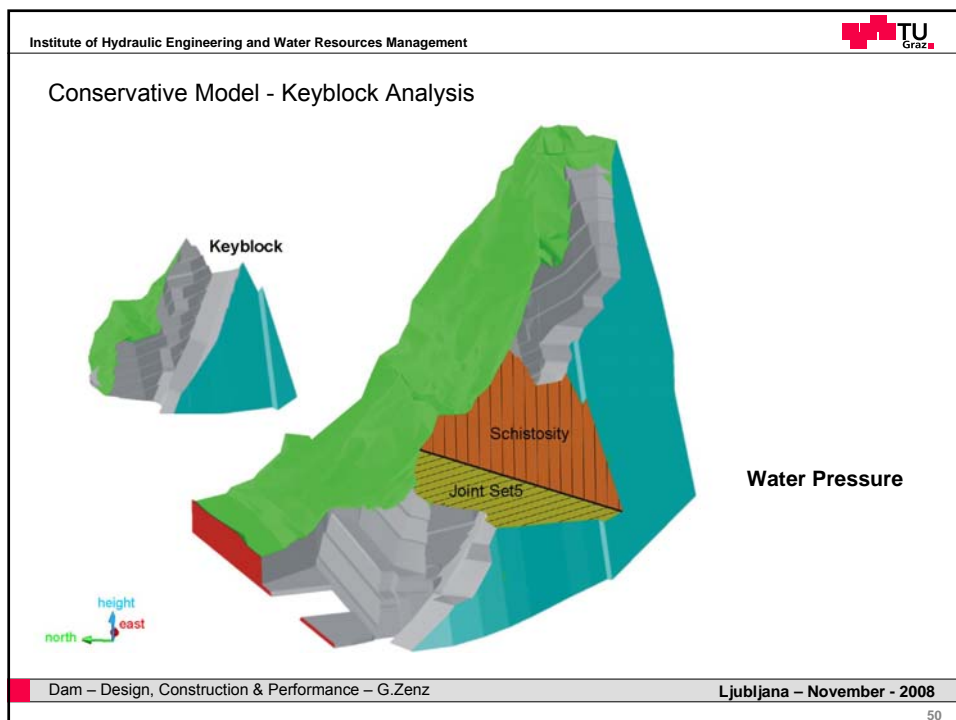 Institute of Hydraulic Engineering and Water Resources Management
TU
Graz
Conservative Model - Keyblock Analysis
Keyblock
Schistosity
Joint Set5
Water Pressure
height
east
north
Dam – Design, Construction & Performance – G.Zenz
Ljubljana – November - 2008
50